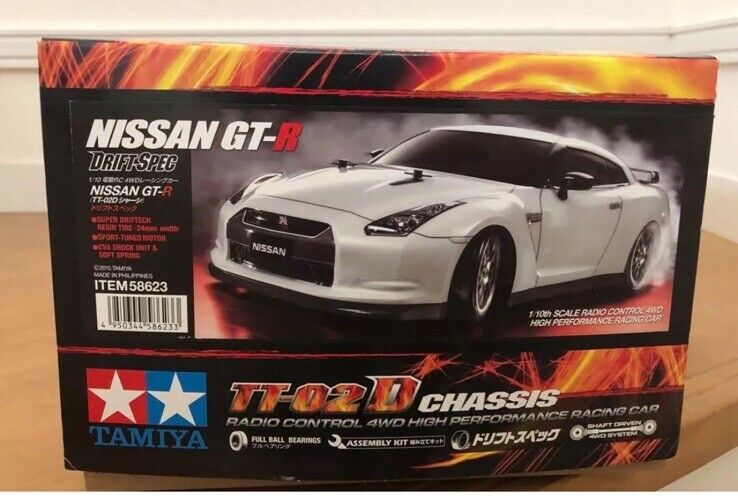 NISSAN GT-R
DRIFT-SPEC
1/10 電動RC 4WDレーシングカー
NISSAN GT-R
(TT-02D シャーシ)
ドリフトスペック
●SUPER DRIFTECH
RESIN TIRE (24mm width)
●SPORT-TUNED MOTOR
●CVA SHOCK UNIT &
SOFT SPRING
©2015 TAMIYA
MADE IN PHILIPPINES
ITEM 58623
4 950344 586233
NISSAN
1/10th SCALE RADIO CONTROL 4WD
HIGH PERFORMANCE RACING CAR
TT-02 D CHASSIS
RADIO CONTROL 4WD HIGH PERFORMANCE RACING CAR
TAMIYA
FULL BALL BEARINGS
フルベアリング
ASSEMBLY KIT 組み立てキット
ドリフトスペック
SHAFT DRIVEN
4WD SYSTEM